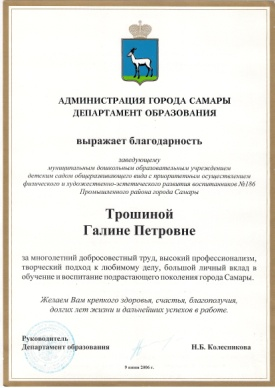 АДМИНИСТРАЦИЯ ГОРОДА САМАРЫ
ДЕПАРТАМЕНТ ОБРАЗОВАНИЯ
выражает благодарность
заведующему
муниципальным дошкольным образовательным учреждением
детским садом общеразвивающего вида с приоритетным осуществлением
физического и художественно-эстетического развития воспитанников №186
Промышленного района города Самары
Трошиной
Галине Петровне
за многолетний добросовестный труд, высокий профессионализм,
творческий подход к любимому делу, большой личный вклад в
обучение и воспитание подрастающего поколения города Самары.
Желаем Вам крепкого здоровья, счастья, благополучия,
долгих лет жизни и дальнейших успехов в работе.
Руководитель
Департамент образования
Н.Б. Колесникова
9 июня 2006 г.